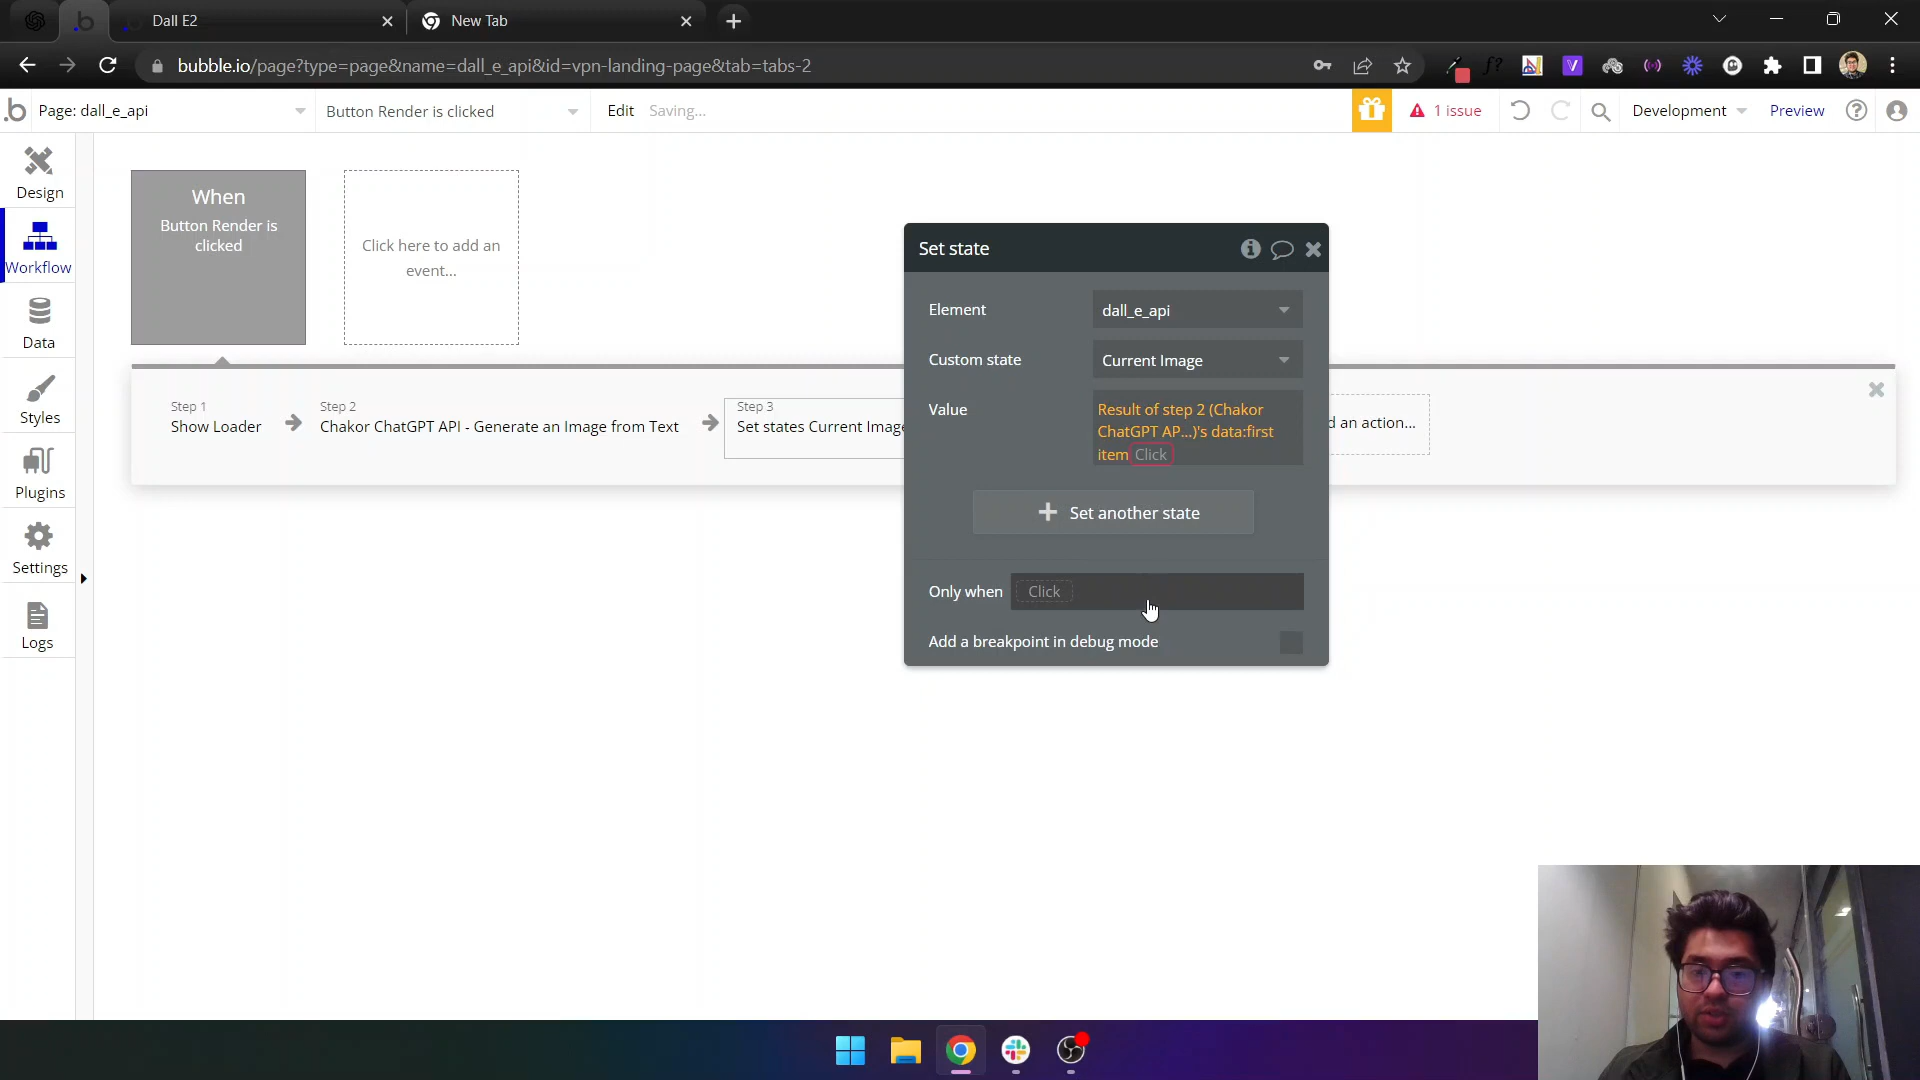 Dall E2
New Tab
bubble.io/page?type=page&name=dall_e_api&id=vpn-landing-page&tab=tabs-2
Page: dall_e_api
Button Render is clicked
Edit
Saving...
1 issue
Development
Preview
Design
Workflow
Data
Styles
Plugins
Settings
Logs
When
Button Render is
clicked
Click here to add an
event...
Step 1
Show Loader
Step 2
Chakor ChatGPT API - Generate an Image from Text
Step 3
Set states Current Image
d an action...
Set state
Element
dall_e_api
Custom state
Current Image
Value
Result of step 2 (Chakor
ChatGPT AP...)'s data:first
item Click
Set another state
Only when
Click
Add a breakpoint in debug mode